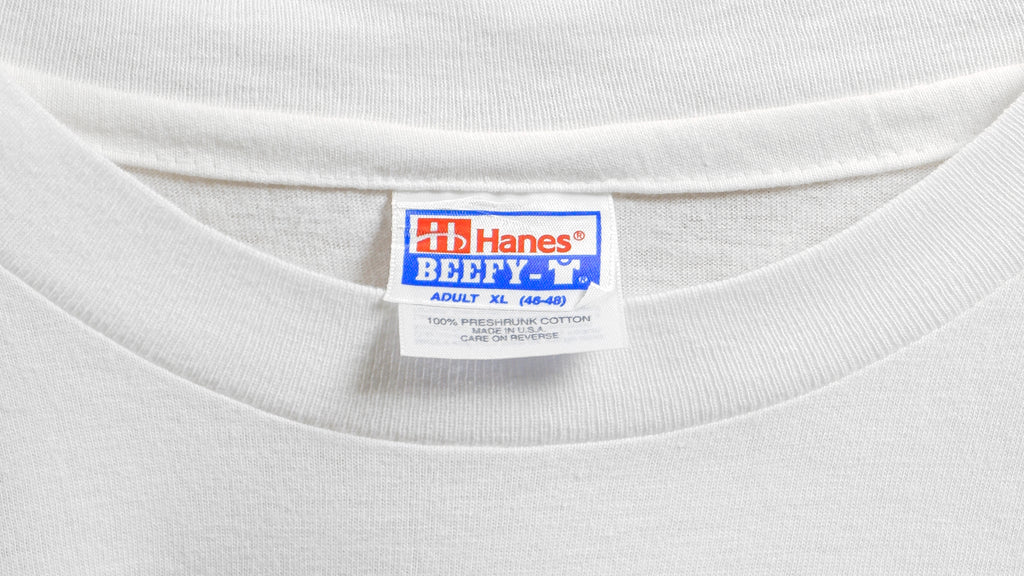 Hanes®
BEEFY-T®
ADULT XL (46-48)
100% PRESHRUNK COTTON
MADE IN U.S.A.
CARE ON REVERSE